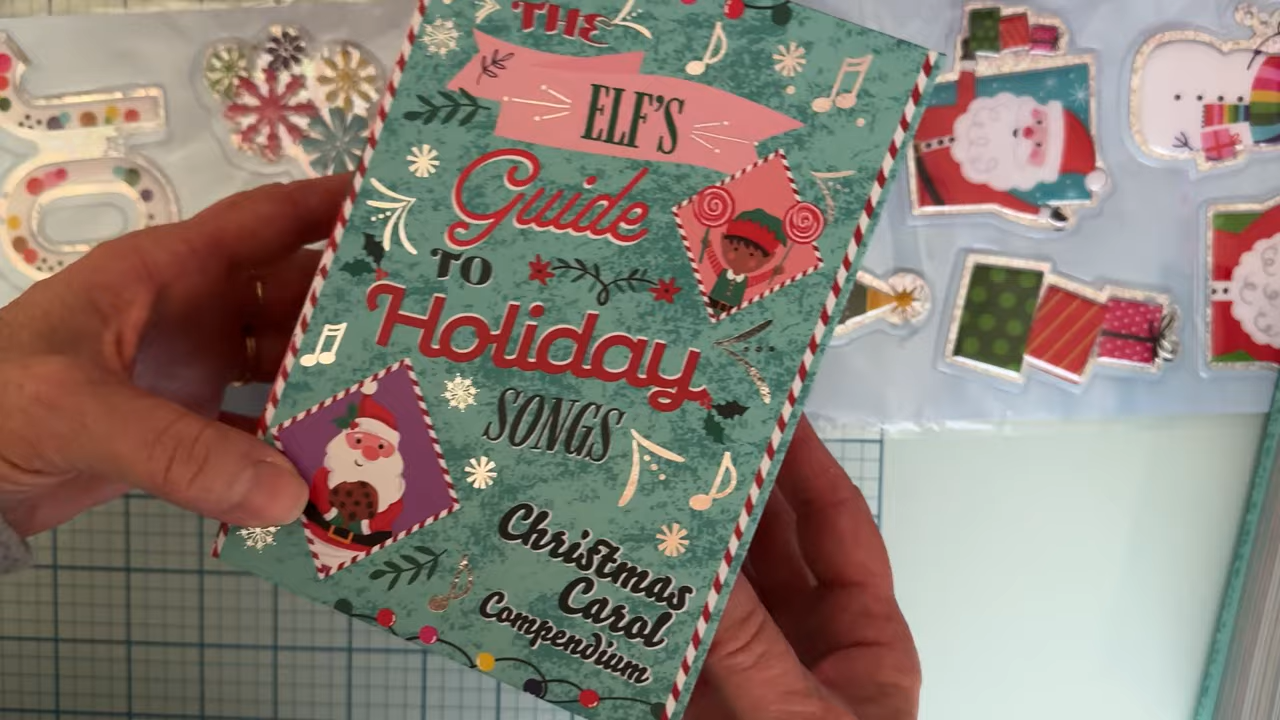 THE
ELF'S
Guide
TO
Holiday
SONGS
Christmas
Carol
Compendium